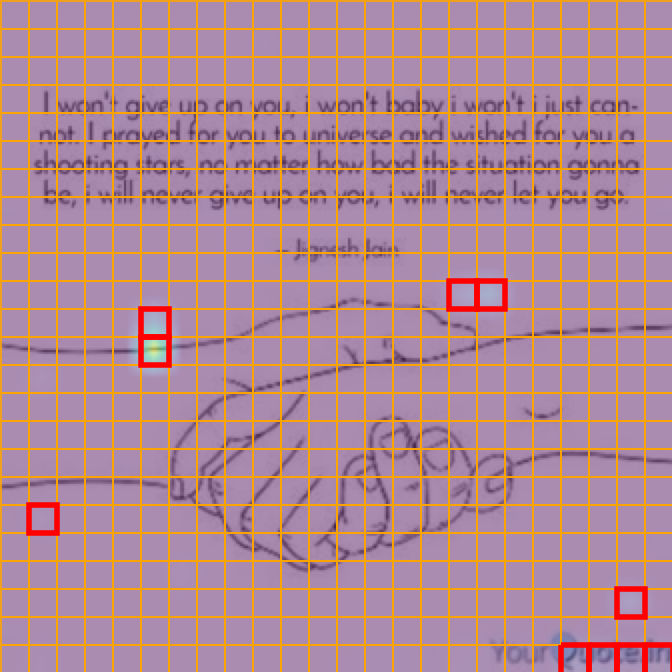 I won't give up on you, i won't baby i won't i just can-
not. I prayed for you to universe and wished for you a
shooting stars, no matter how bad the situation gonna
be, i will never give up on you, i will never let you go.
-- Jignesh Jain
YourQuote.in